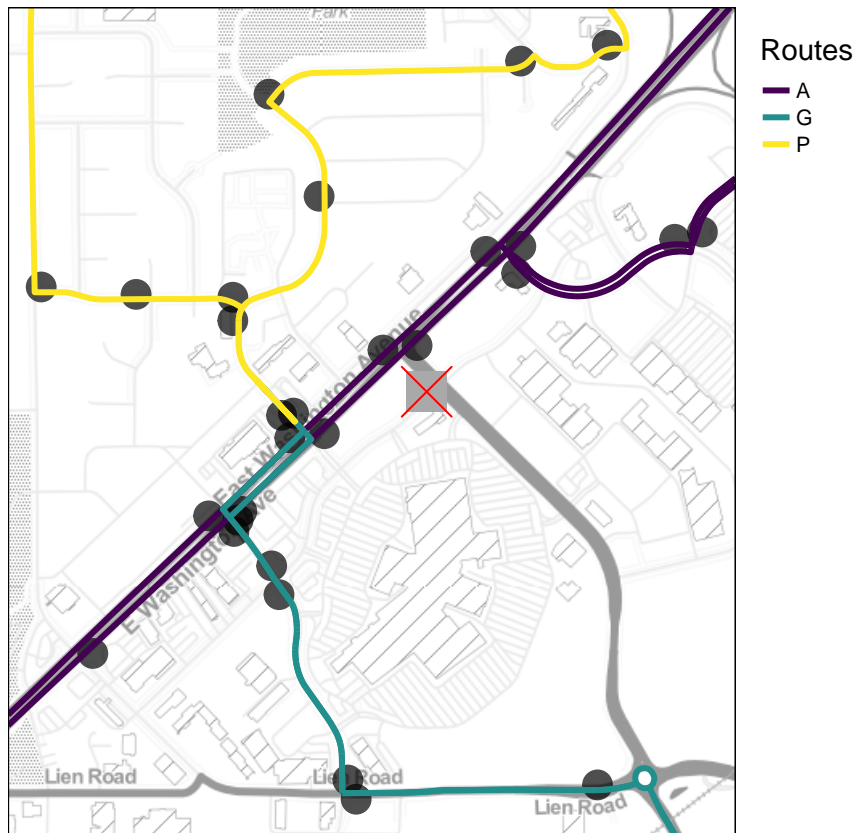 Park
Routes
A
G
P
East Washington Avenue
E Washington Ave
Lien Road
Lien Road
Lien Road